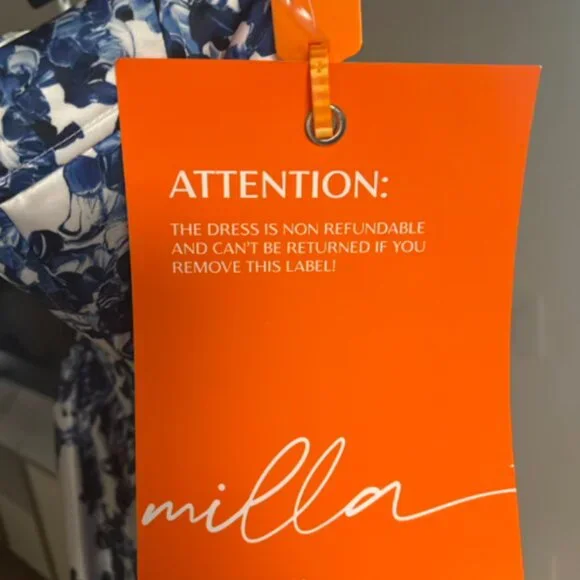 ATTENTION:
THE DRESS IS NON REFUNDABLE
AND CAN'T BE RETURNED IF YOU
REMOVE THIS LABEL!
milla